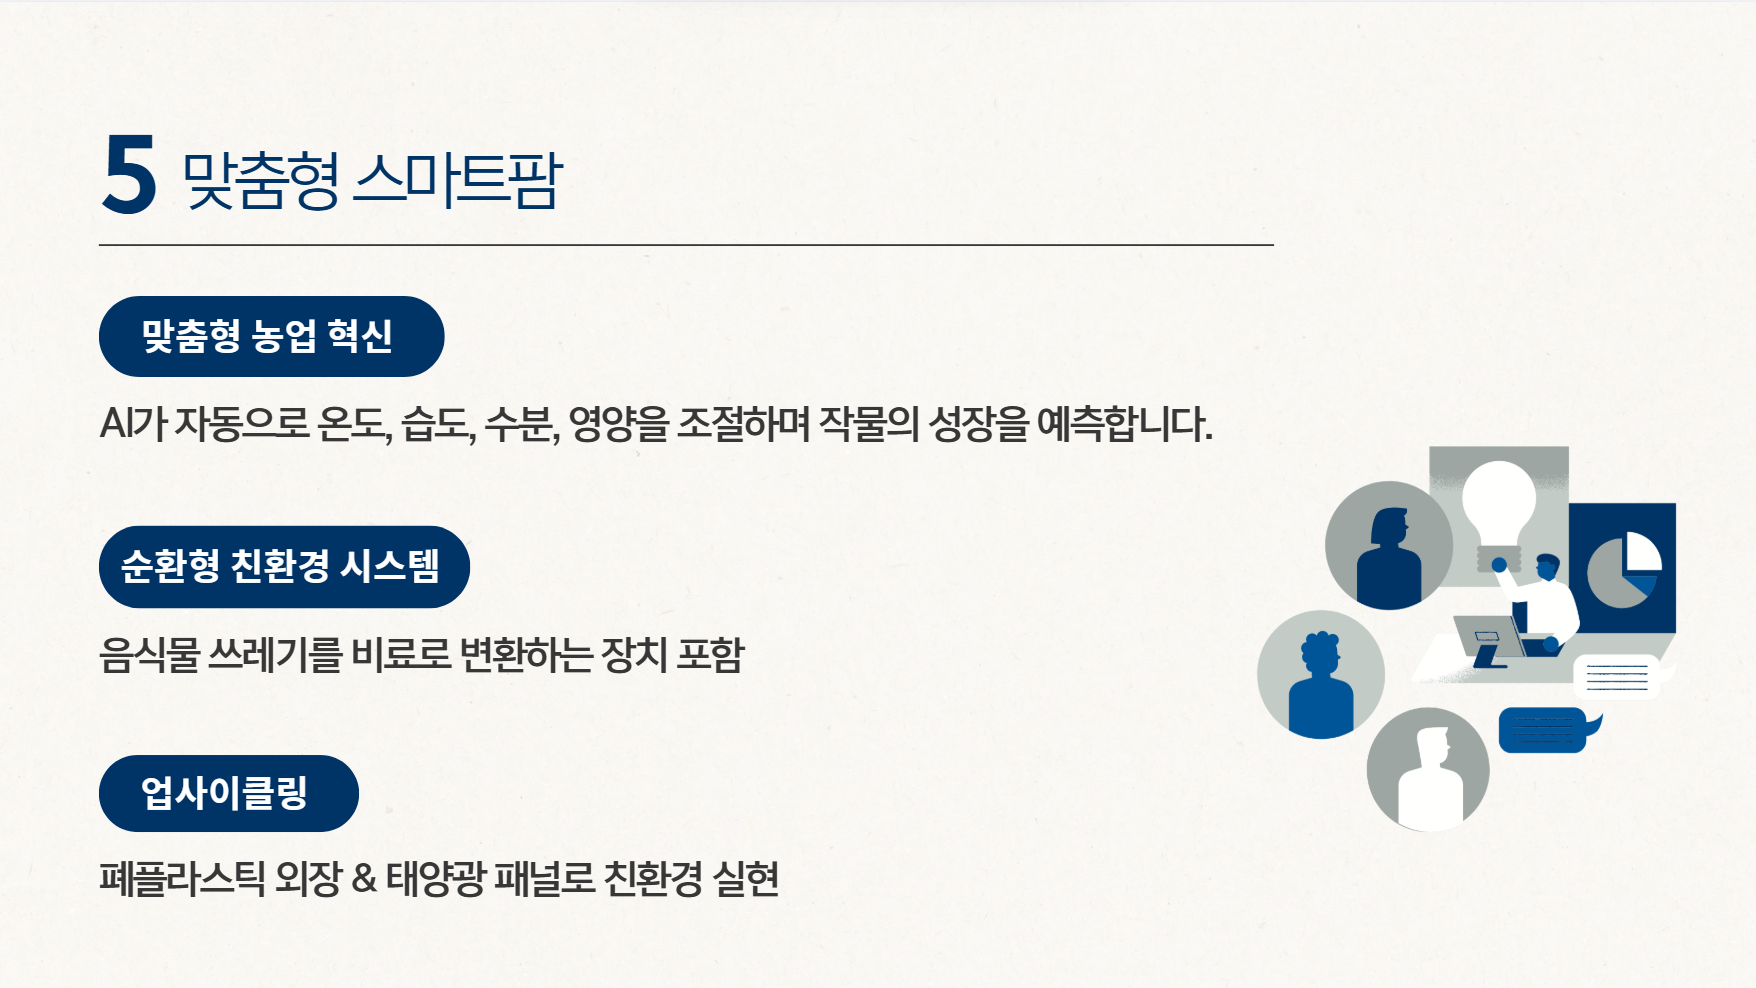 5 맞춤형 스마트팜
맞춤형 농업 혁신
AI가 자동으로 온도, 습도, 수분, 영양을 조절하며 작물의 성장을 예측합니다.
순환형 친환경 시스템
음식물 쓰레기를 비료로 변환하는 장치 포함
업사이클링
폐플라스틱 외장 & 태양광 패널로 친환경 실현